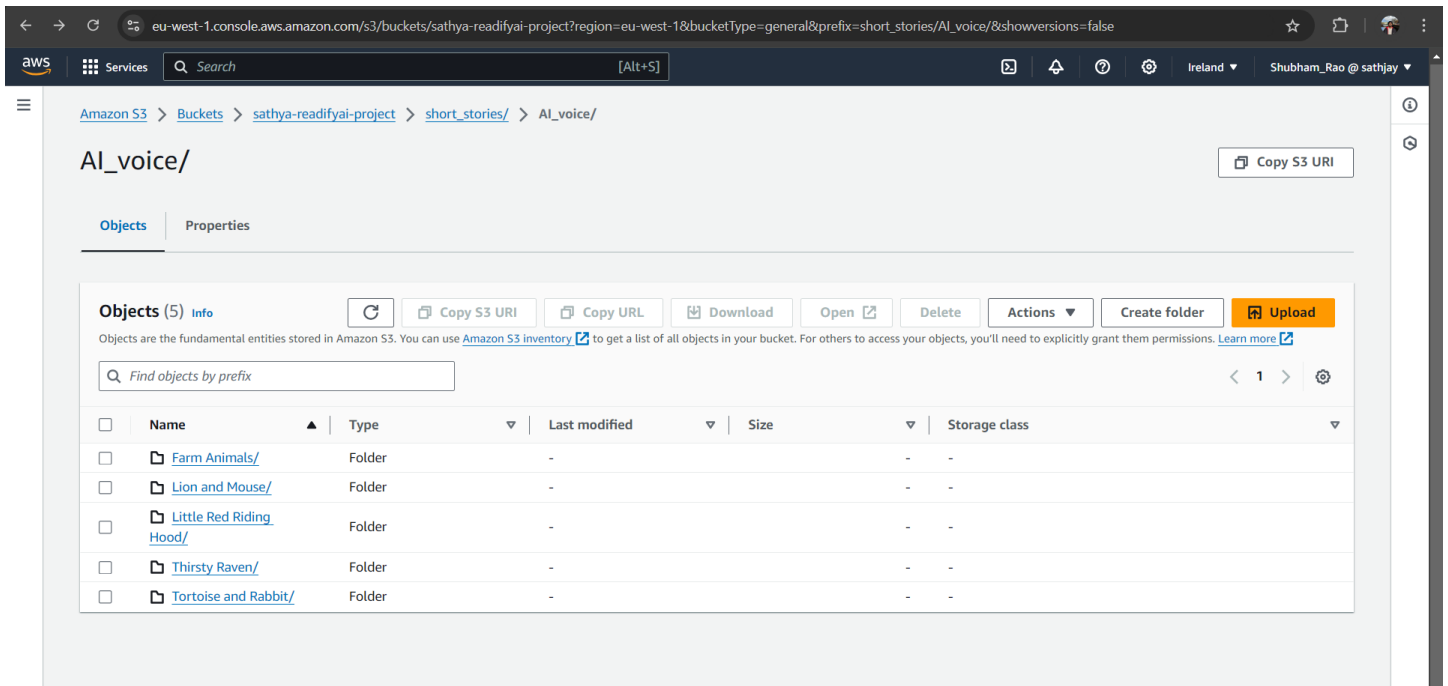 eu-west-1.console.aws.amazon.com/s3/buckets/sathya-readifyai-project?region=eu-west-1&bucketType=general&prefix=short_stories/AI_voice/&showversions=false
aws Services Search [Alt+S] Ireland Shubham_Rao @ sathjay
Amazon S3 > Buckets > sathya-readifyai-project > short_stories/ > AI_voice/
AI_voice/
Copy S3 URI
Objects Properties
Objects (5) Info Copy S3 URI Copy URL Download Open Delete Actions Create folder Upload
Objects are the fundamental entities stored in Amazon S3. You can use Amazon S3 inventory to get a list of all objects in your bucket. For others to access your objects, you'll need to explicitly grant them permissions. Learn more
Find objects by prefix < 1 >
Name Type Last modified Size Storage class
Farm Animals/ Folder - - -
Lion and Mouse/ Folder - - -
Little Red Riding
Hood/ Folder - - -
Thirsty Raven/ Folder - - -
Tortoise and Rabbit/ Folder - - -